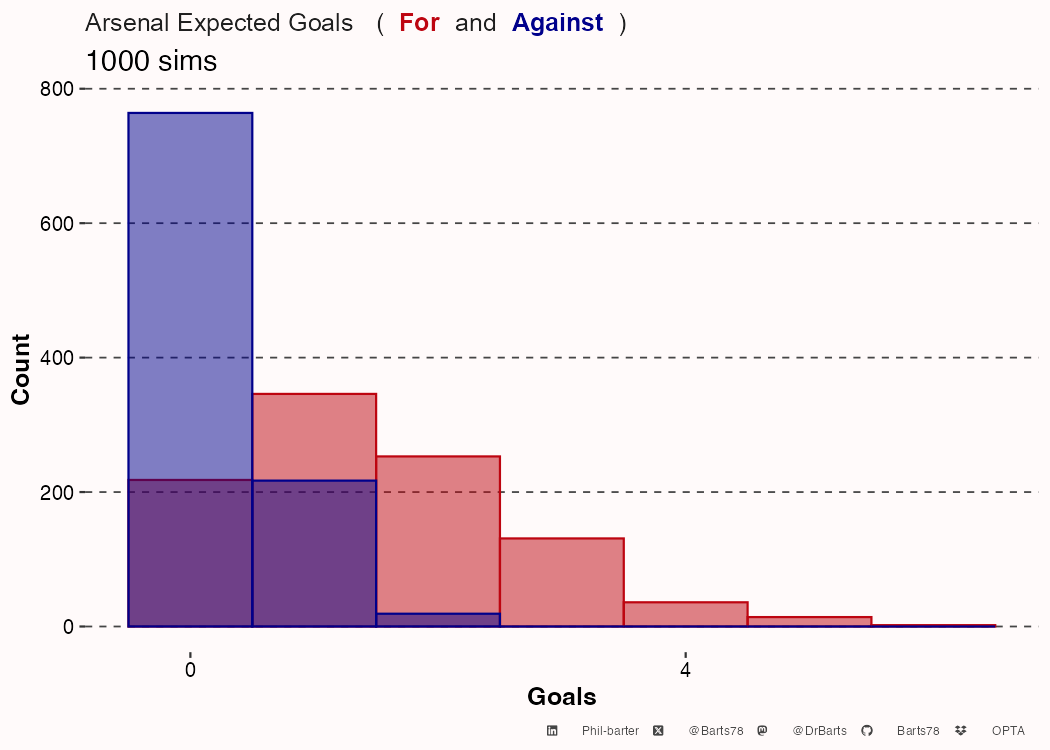 Arsenal Expected Goals ( For and Against )
1000 sims
800
600
400
200
0
Count
0 4
Goals
Phil-barter @Barts78 @DrBarts Barts78 OPTA